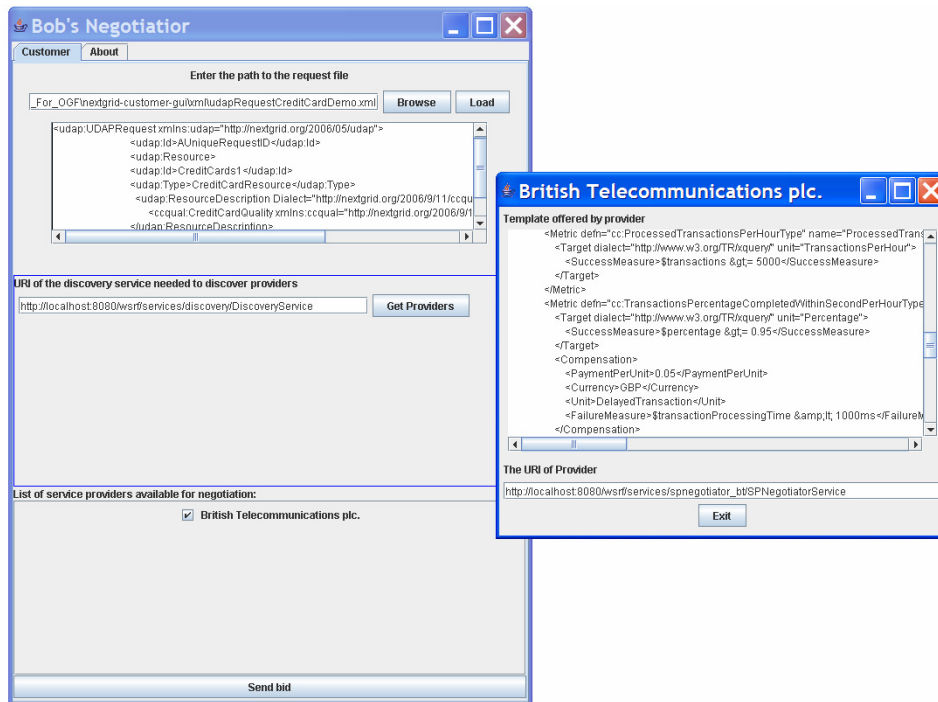 Bob's Negotiatior
Customer About
Enter the path to the request file
_For_OGF\nextgrid-customer-gui\xml\udapRequestCreditCardDemo.xml Browse Load
<udap:UDAPRequest xmlns:udap="http://nextgrid.org/2006/05/udap">
<udap:Id>AUniqueRequestID</udap:Id>
<udap:Resource>
<udap:Id>CreditCards1</udap:Id>
<udap:Type>CreditCardResource</udap:Type>
<udap:ResourceDescription Dialect="http://nextgrid.org/2006/9/11/ccqu
<ccqual:CreditCardQuality xmlns:ccqual="http://nextgrid.org/2006/9/1
</udap:ResourceDescription>
URI of the discovery service needed to discover providers
http://localhost:8080/wsrf/services/discovery/DiscoveryService Get Providers
List of service providers available for negotiation:
British Telecommunications plc.
Send bid
British Telecommunications plc.
Template offered by provider
<Metric defn="cc:ProcessedTransactionsPerHourType" name="ProcessedTrans
<Target dialect="http://www.w3.org/TR/xquery/" unit="TransactionsPerHour">
<SuccessMeasure>$transactions &gt;= 5000</SuccessMeasure>
</Target>
</Metric>
<Metric defn="cc:TransactionsPercentageCompletedWithinSecondPerHourType
<Target dialect="http://www.w3.org/TR/xquery/" unit="Percentage">
<SuccessMeasure>$percentage &gt;= 0.95</SuccessMeasure>
</Target>
<Compensation>
<PaymentPerUnit>0.05</PaymentPerUnit>
<Currency>GBP</Currency>
<Unit>DelayedTransaction</Unit>
<FailureMeasure>$transactionProcessingTime &amp;lt; 1000ms</FailureM
</Compensation>
The URI of Provider
http://localhost:8080/wsrf/services/spnegotiator_bt/SPNegotiatorService
Exit